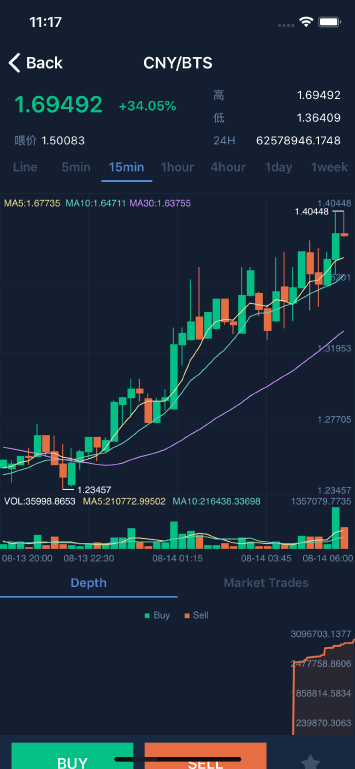 11:17
Back
CNY/BTS
1.69492 +34.05%
高 1.69492
低 1.36409
喂价 1.50083
24H 62578946.1748
Line 5min 15min 1hour 4hour 1day 1week
MA5:1.67735 MA10:1.64711 MA30:1.63755
1.40448
1.40448
1.31953
1.27705
1.23457
1.23457
VOL:35998.8653 MA5:210772.99502 MA10:216438.33698
1357079.7735
08-13 20:00 08-13 22:30 08-14 01:15 08-14 03:45 08-14 06:00
Depth Market Trades
Buy Sell
3096703.1377
2477758.8606
1858814.5834
1239870.3063
BUY SELL